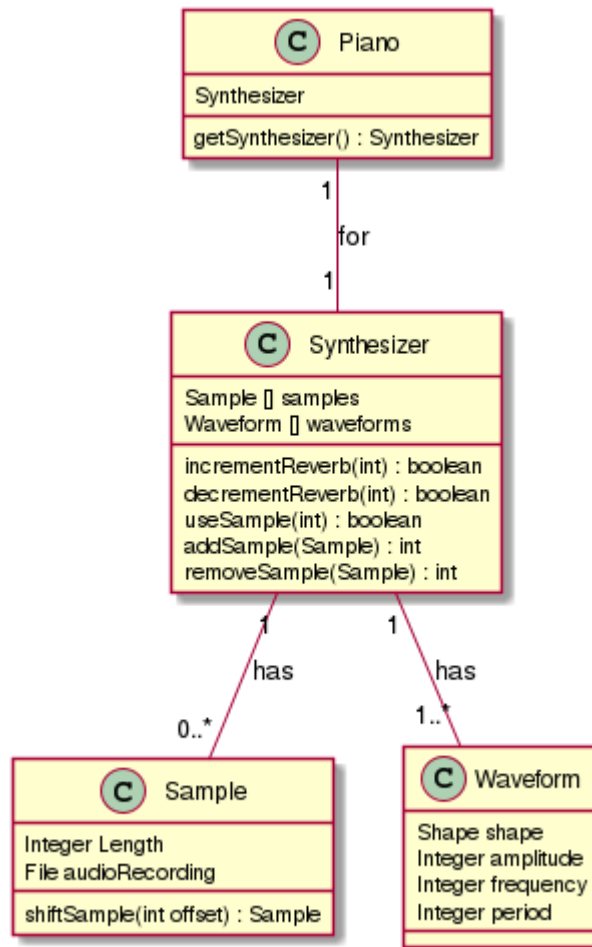 C Piano
Synthesizer
getSynthesizer() : Synthesizer
1
for
1
C Synthesizer
Sample [] samples
Waveform [] waveforms
incrementReverb(int) : boolean
decrementReverb(int) : boolean
useSample(int) : boolean
addSample(Sample) : int
removeSample(Sample) : int
1
1
has
has
0..*
1..*
C Sample
Integer Length
File audioRecording
shiftSample(int offset) : Sample
C Waveform
Shape shape
Integer amplitude
Integer frequency
Integer period